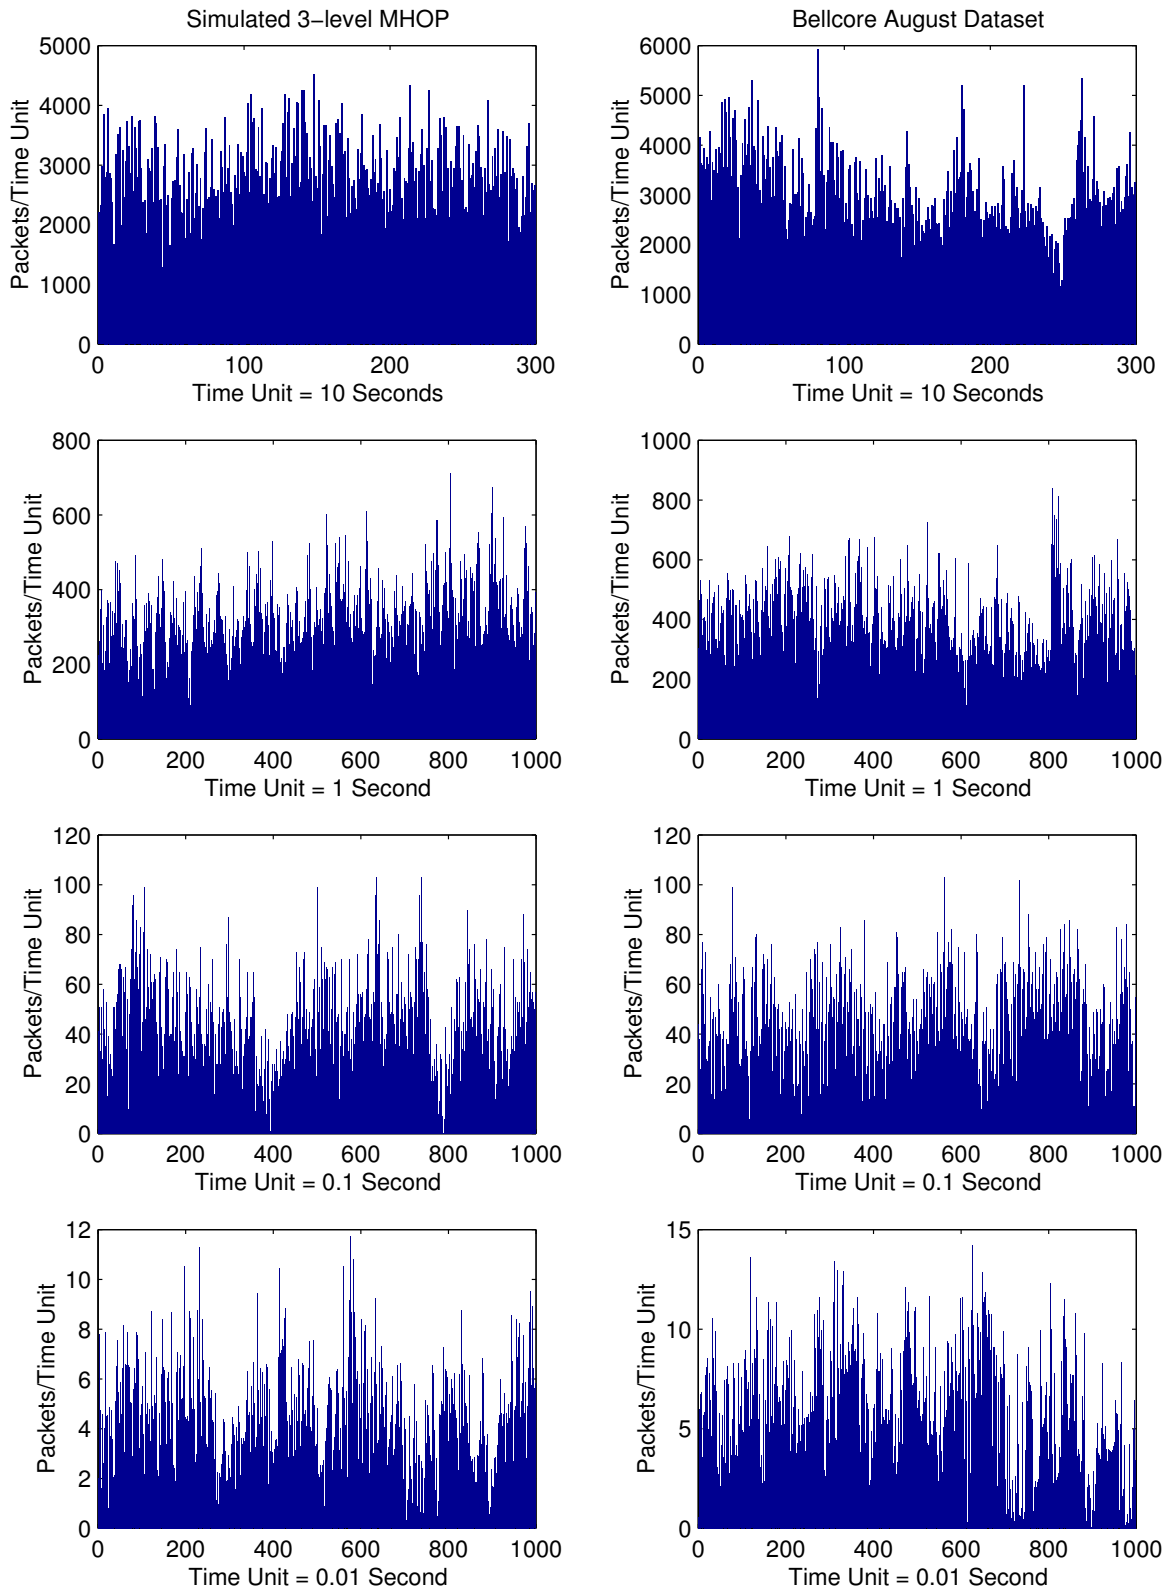 Simulated 3−level MHOP
Bellcore August Dataset
5000
4000
3000
2000
1000
0
Packets/Time Unit
0 100 200 300
Time Unit = 10 Seconds
6000
5000
4000
3000
2000
1000
0
Packets/Time Unit
0 100 200 300
Time Unit = 10 Seconds
800
600
400
200
0
Packets/Time Unit
0 200 400 600 800 1000
Time Unit = 1 Second
1000
800
600
400
200
0
Packets/Time Unit
0 200 400 600 800 1000
Time Unit = 1 Second
120
100
80
60
40
20
0
Packets/Time Unit
0 200 400 600 800 1000
Time Unit = 0.1 Second
120
100
80
60
40
20
0
Packets/Time Unit
0 200 400 600 800 1000
Time Unit = 0.1 Second
12
10
8
6
4
2
0
Packets/Time Unit
0 200 400 600 800 1000
Time Unit = 0.01 Second
15
10
5
0
Packets/Time Unit
0 200 400 600 800 1000
Time Unit = 0.01 Second